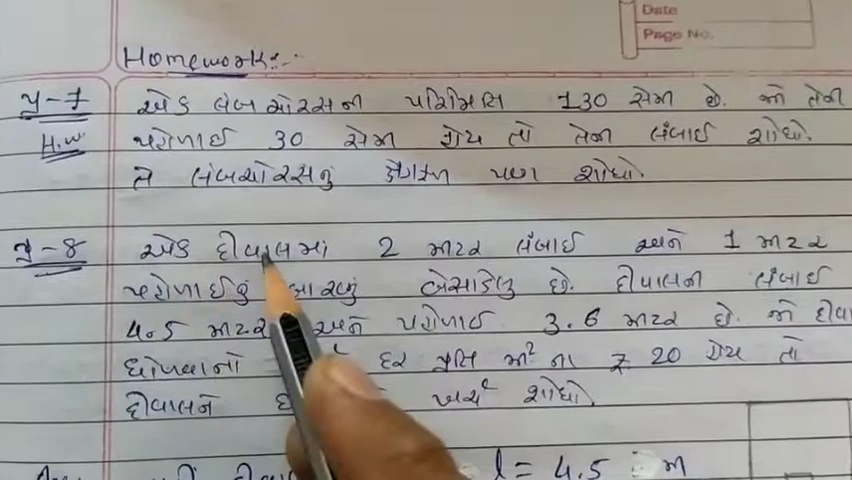 Date
Page No.
Homework:-
પ્ર-7 એક લંબચોરસની પરિમિતિ 130 સેમી છે. જો તેની
H.W પહોળાઈ 30 સેમી હોય તો તેની લંબાઈ શોધો.
તે લંબચોરસનું ક્ષેત્રફળ પણ શોધો.
પ્ર-8 એક દીવાલમાં 2 મીટર લંબાઈ અને 1 મીટર
પહોળાઈનું બારણું બેસાડેલુ છે. દીવાલની લંબાઈ
4.5 મીટર અને પહોળાઈ 3.6 મીટર છે. જો દીવા
ધોળવાનો દર પ્રતિ મી² ના ₹ 20 હોય તો
દીવાલને ખર્ચ શોધો.
l = 4.5 મી